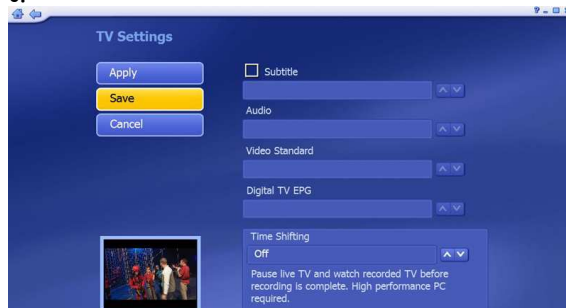 TV Settings
Apply
Save
Cancel
Subtitle
Audio
Video Standard
Digital TV EPG
Time Shifting
Off
Pause live TV and watch recorded TV before
recording is complete. High performance PC
required.